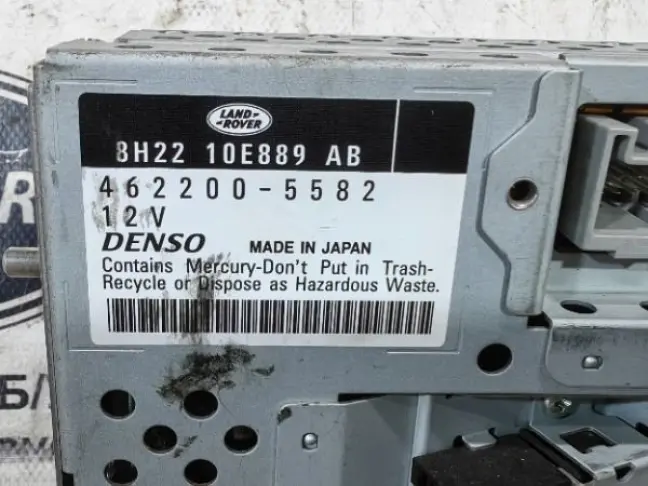 LAND-
-ROVER
8H22 10E889 AB
462200-5582
12V
DENSO MADE IN JAPAN
Contains Mercury-Don't Put in Trash-
Recycle or Dispose as Hazardous Waste.